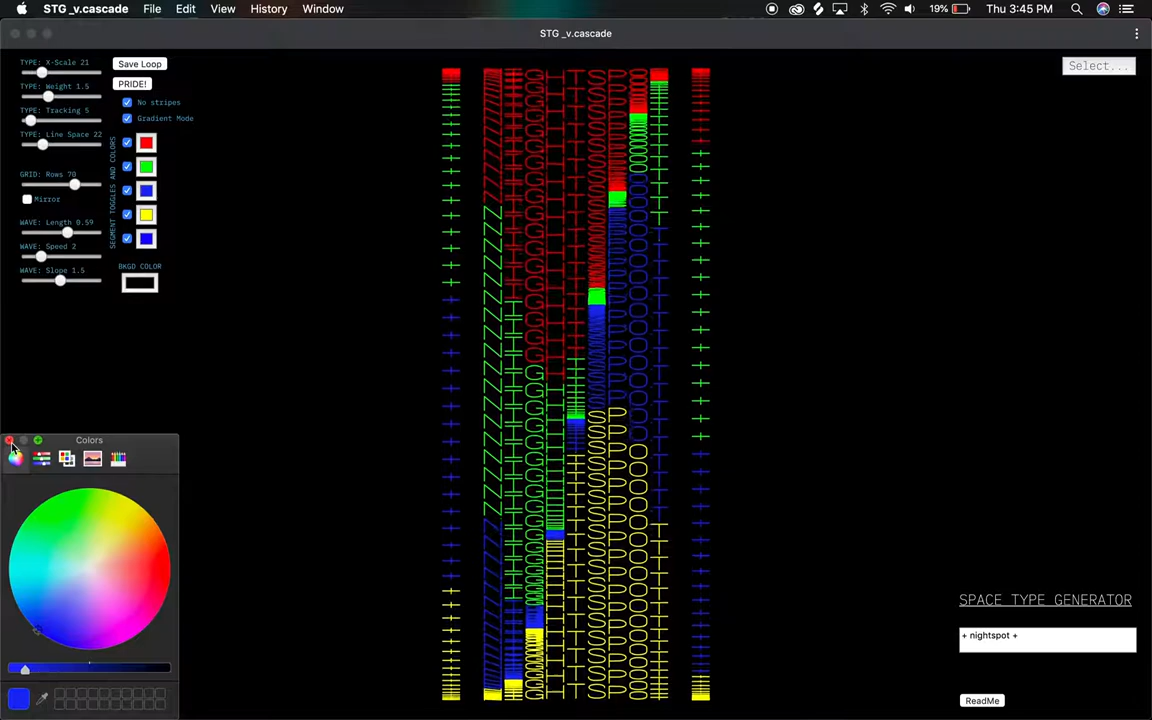 STG _v.cascade File Edit View History Window 19% Thu 3:45 PM
STG _v.cascade
TYPE: X-Scale 21
Save Loop
Select...
TYPE: Weight 1.5
PRIDE!
No stripes
TYPE: Tracking 5
Gradient Mode
TYPE: Line Space 22
SEGMENT TOGGLES AND COLORS
GRID: Rows 70
Mirror
WAVE: Length 0.59
WAVE: Speed 2
WAVE: Slope 1.5
BKGD COLOR
+ N I G H T S P O T +
Colors
SPACE TYPE GENERATOR
+ nightspot +
ReadMe